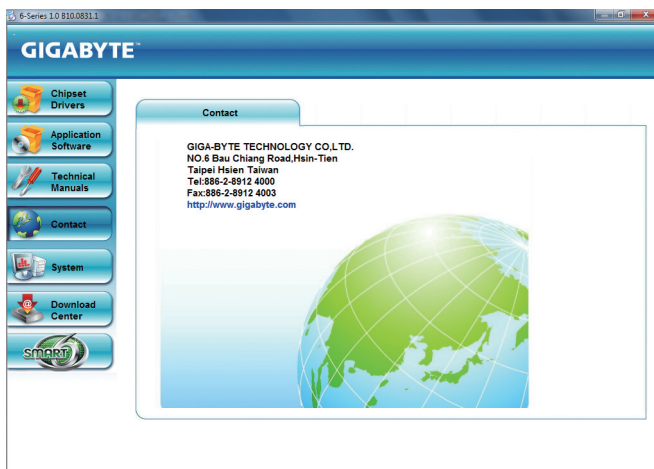 6-Series 1.0 B10.0831.1
GIGABYTE™
Chipset
Drivers
Application
Software
Technical
Manuals
Contact
System
Download
Center
SMART6
Contact
GIGA-BYTE TECHNOLOGY CO,LTD.
NO.6 Bau Chiang Road,Hsin-Tien
Taipei Hsien Taiwan
Tel:886-2-8912 4000
Fax:886-2-8912 4003
http://www.gigabyte.com